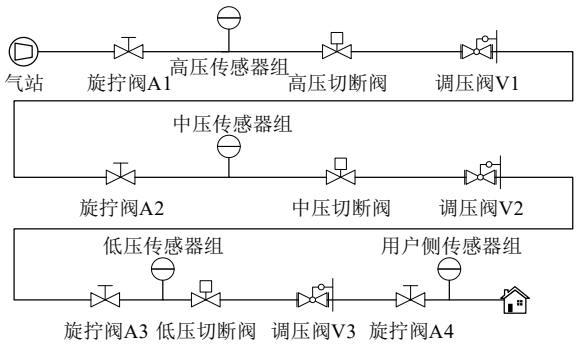 高压传感器组
气站 旋拧阀A1 高压切断阀 调压阀V1
中压传感器组
旋拧阀A2 中压切断阀 调压阀V2
低压传感器组 用户侧传感器组
旋拧阀A3 低压切断阀 调压阀V3 旋拧阀A4